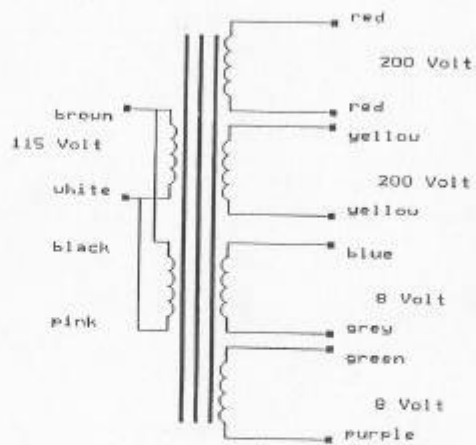 brown
115 Volt
white
black
pink
red
200 Volt
red
yellow
200 Volt
yellow
blue
8 Volt
grey
green
8 Volt
purple